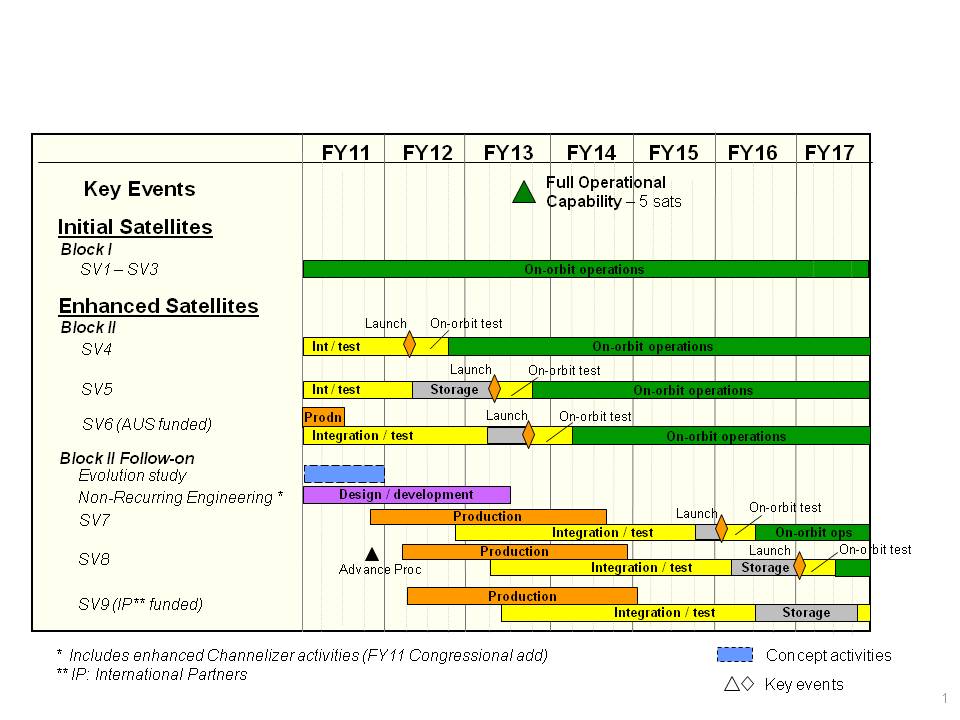 FY11 FY12 FY13 FY14 FY15 FY16 FY17
Key Events
Full Operational
Capability – 5 sats
Initial Satellites
Block I
SV1 – SV3
On-orbit operations
Enhanced Satellites
Block II
Launch
On-orbit test
SV4
Int / test
On-orbit operations
Launch
On-orbit test
SV5
Int / test
Storage
On-orbit operations
Prodn
Launch
On-orbit test
SV6 (AUS funded)
Integration / test
On-orbit operations
Block II Follow-on
Evolution study
Non-Recurring Engineering *
Design / development
SV7
Production
Launch
On-orbit test
Integration / test
On-orbit ops
SV8
Production
Launch
On-orbit test
Advance Proc
Integration / test
Storage
SV9 (IP** funded)
Production
Integration / test
Storage
* Includes enhanced Channelizer activities (FY11 Congressional add)
** IP: International Partners
Concept activities
Key events
1